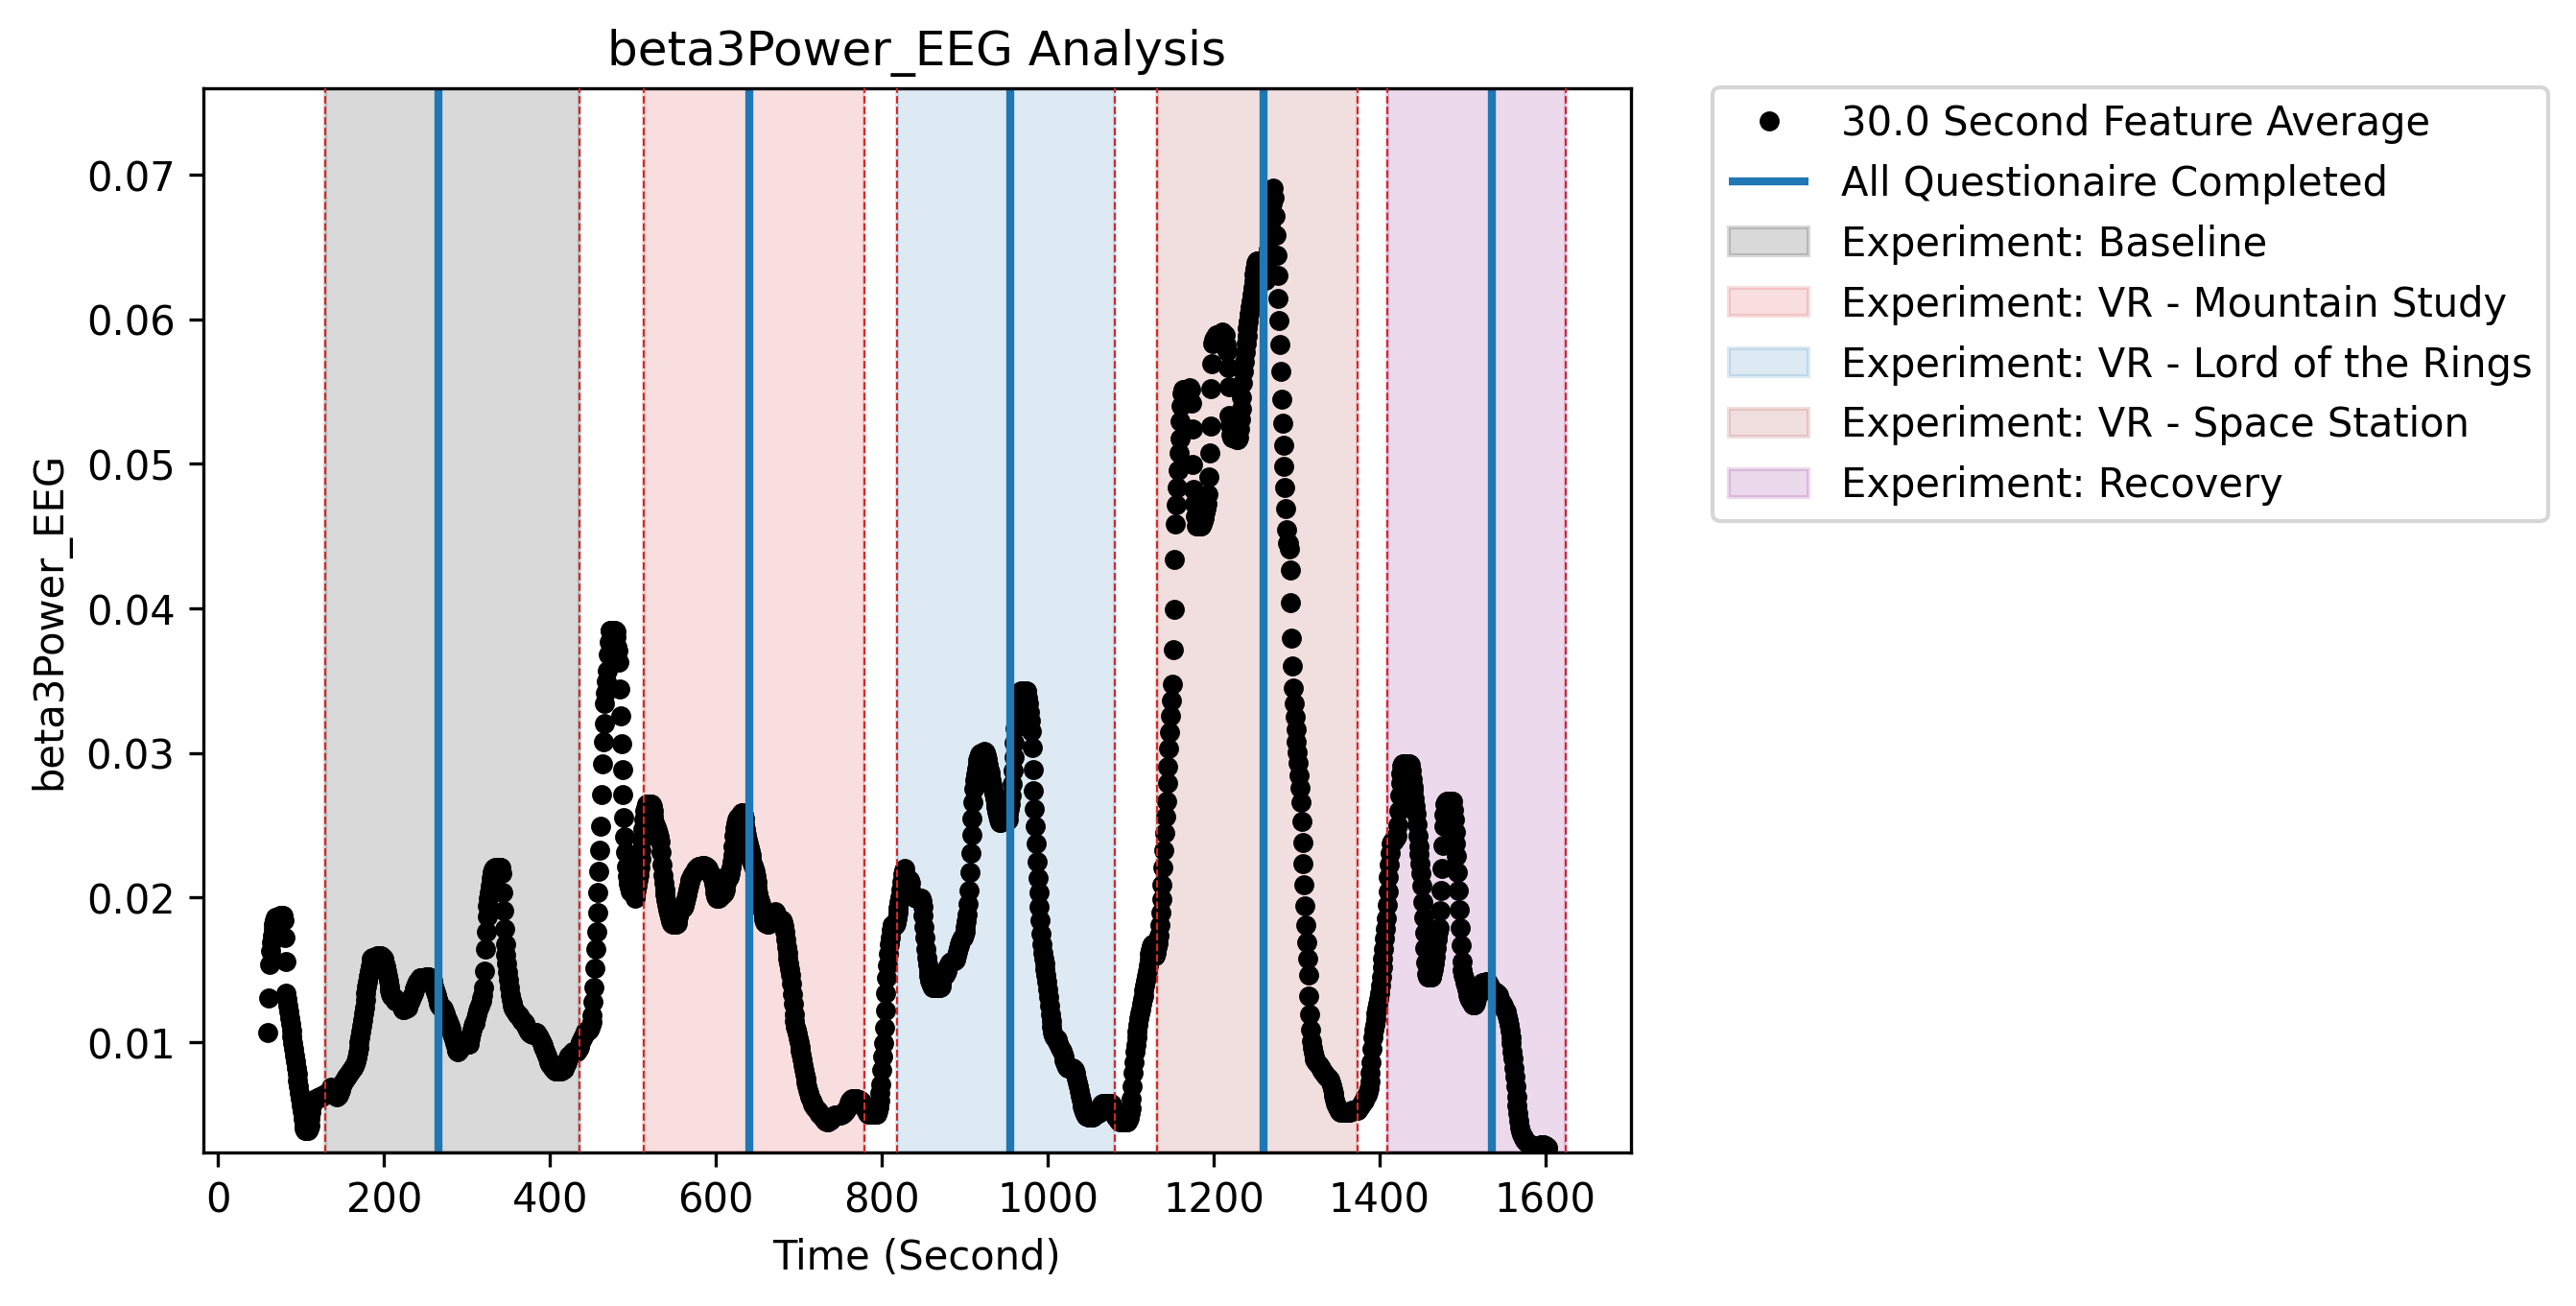 beta3Power_EEG Analysis
0.07
0.06
0.05
0.04
0.03
0.02
0.01
beta3Power_EEG
0 200 400 600 800 1000 1200 1400 1600
Time (Second)
30.0 Second Feature Average
All Questionaire Completed
Experiment: Baseline
Experiment: VR - Mountain Study
Experiment: VR - Lord of the Rings
Experiment: VR - Space Station
Experiment: Recovery